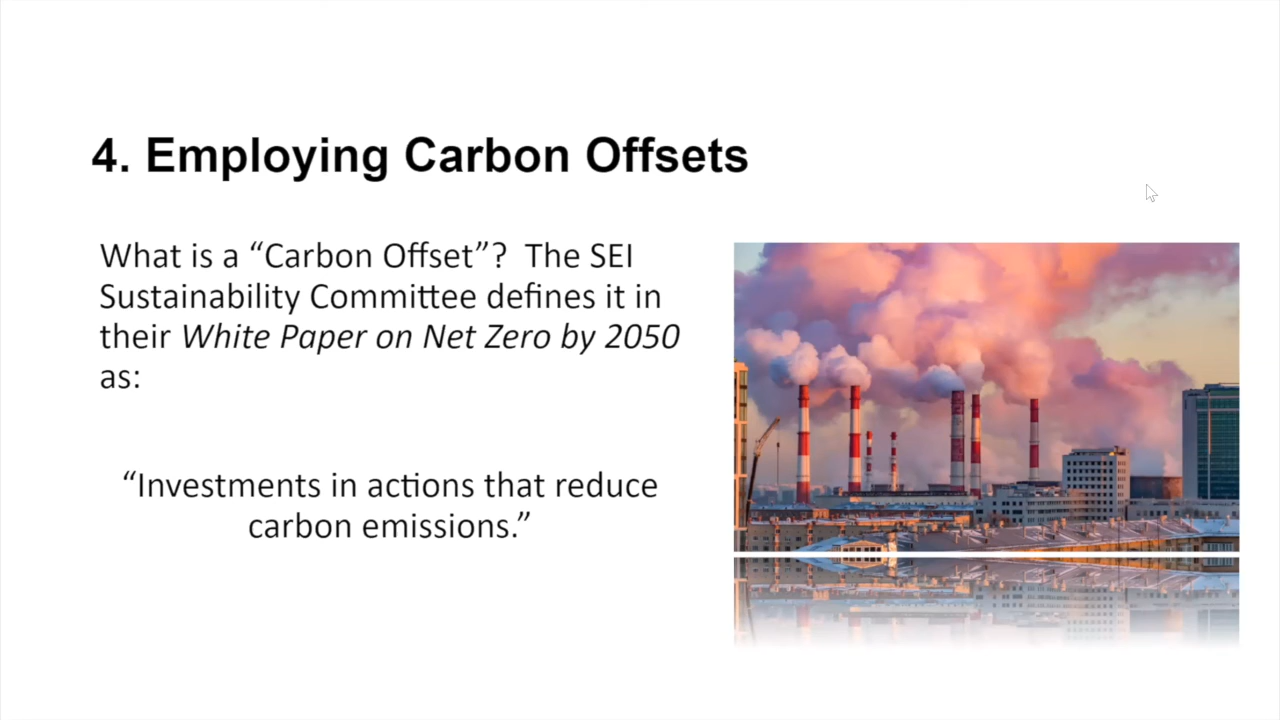 4. Employing Carbon Offsets
What is a “Carbon Offset”?  The SEI
Sustainability Committee defines it in
their White Paper on Net Zero by 2050
as:
“Investments in actions that reduce
carbon emissions.”